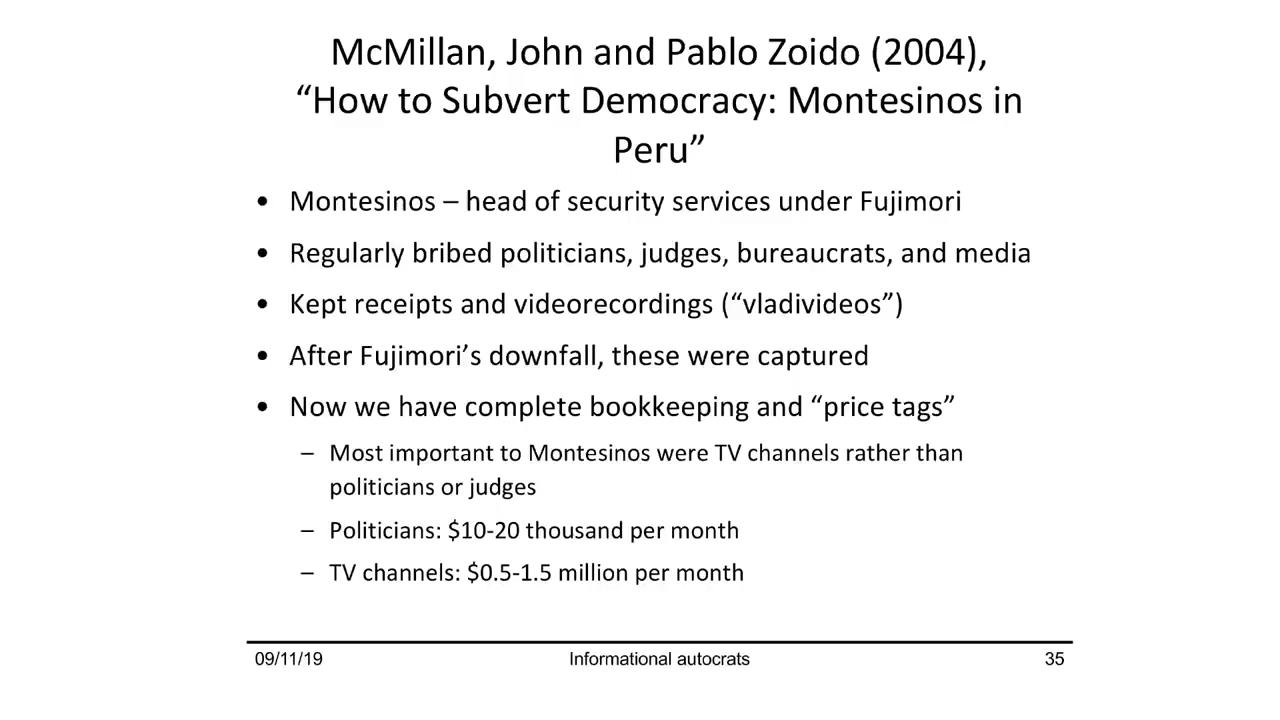 McMillan, John and Pablo Zoido (2004),
“How to Subvert Democracy: Montesinos in
Peru”
• Montesinos – head of security services under Fujimori
• Regularly bribed politicians, judges, bureaucrats, and media
• Kept receipts and videorecordings (“vladivideos”)
• After Fujimori’s downfall, these were captured
• Now we have complete bookkeeping and “price tags”
– Most important to Montesinos were TV channels rather than
politicians or judges
– Politicians: $10-20 thousand per month
– TV channels: $0.5-1.5 million per month
09/11/19 Informational autocrats 35